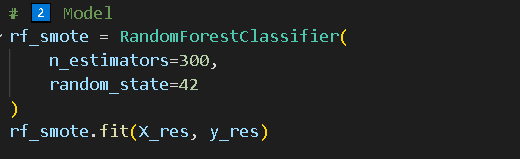 # 2️⃣ Model
rf_smote = RandomForestClassifier(
    n_estimators=300,
    random_state=42
)
rf_smote.fit(X_res, y_res)